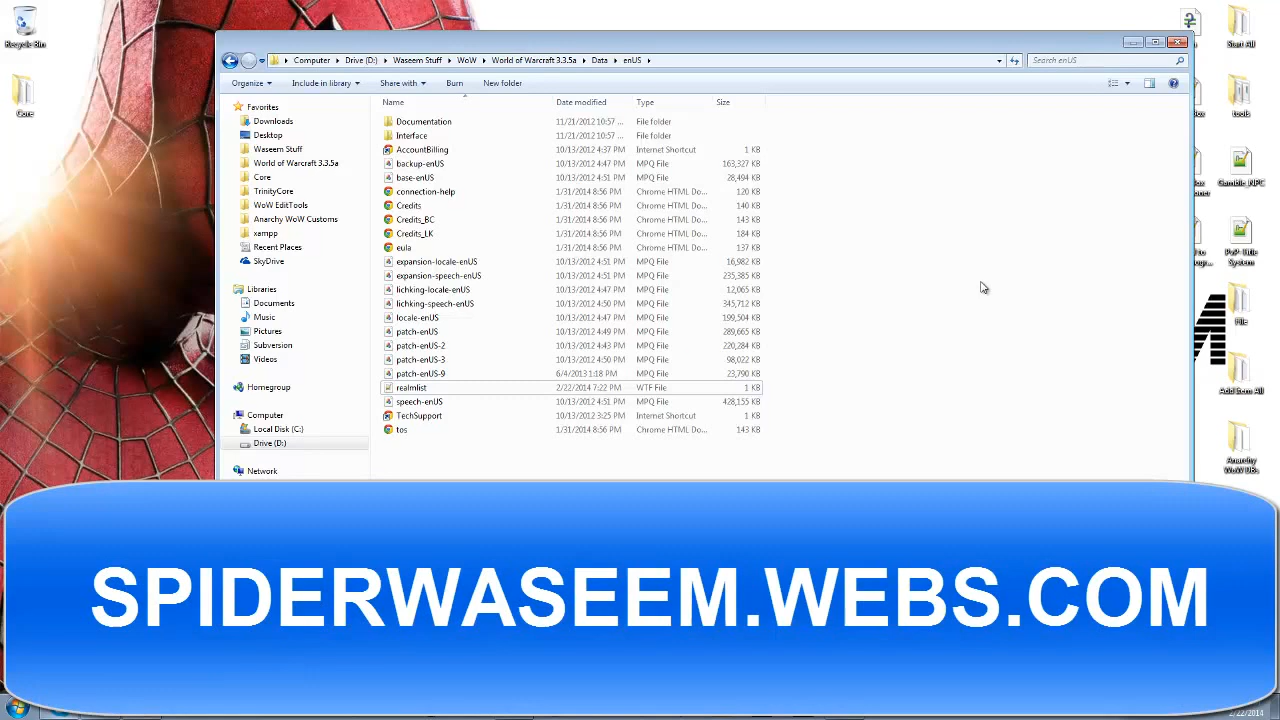 Recycle Bin
Core
Computer Drive (D:) Waseem Stuff WoW World of Warcraft 3.3.5a Data enUS
Search enUS
Organize Include in library Share with Burn New folder
Favorites
Downloads
Desktop
Waseem Stuff
World of Warcraft 3.3.5a
Core
TrinityCore
WoW EditTools
Anarchy WoW Customs
xampp
Recent Places
SkyDrive
Libraries
Documents
Music
Pictures
Subversion
Videos
Homegroup
Computer
Local Disk (C:)
Drive (D:)
Network
Name Date modified Type Size
Documentation 11/21/2012 10:57 ... File folder
Interface 11/21/2012 10:57 ... File folder
AccountBilling 10/13/2012 4:37 PM Internet Shortcut 1 KB
backup-enUS 10/13/2012 4:47 PM MPQ File 163,327 KB
base-enUS 10/13/2012 4:51 PM MPQ File 28,494 KB
connection-help 1/31/2014 8:56 PM Chrome HTML Do... 120 KB
Credits 1/31/2014 8:56 PM Chrome HTML Do... 140 KB
Credits_BC 1/31/2014 8:56 PM Chrome HTML Do... 143 KB
Credits_LK 1/31/2014 8:56 PM Chrome HTML Do... 184 KB
eula 1/31/2014 8:56 PM Chrome HTML Do... 137 KB
expansion-locale-enUS 10/13/2012 4:51 PM MPQ File 16,982 KB
expansion-speech-enUS 10/13/2012 4:51 PM MPQ File 235,385 KB
lichking-locale-enUS 10/13/2012 4:47 PM MPQ File 12,065 KB
lichking-speech-enUS 10/13/2012 4:50 PM MPQ File 345,712 KB
locale-enUS 10/13/2012 4:47 PM MPQ File 199,504 KB
patch-enUS 10/13/2012 4:49 PM MPQ File 289,665 KB
patch-enUS-2 10/13/2012 4:43 PM MPQ File 220,284 KB
patch-enUS-3 10/13/2012 4:50 PM MPQ File 98,022 KB
patch-enUS-9 6/4/2013 1:18 PM MPQ File 23,790 KB
realmlist 2/22/2014 7:22 PM WTF File 1 KB
speech-enUS 10/13/2012 4:51 PM MPQ File 428,155 KB
TechSupport 10/13/2012 3:25 PM Internet Shortcut 1 KB
tos 1/31/2014 8:56 PM Chrome HTML Do... 143 KB
Start All
tools
Gamble_NPC
PvP Title
System
File
Add Item All
Anarchy
WoW DBs
SPIDERWASEEM.WEBS.COM
2/22/2014